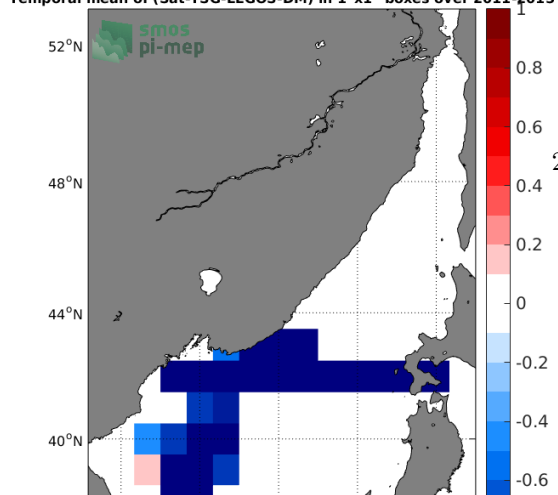 Temporal mean of (Sat-TSG-LEGOS-DM) in 1°x1° boxes over 2011-2015
smos
pi-mep
52°N
48°N
44°N
40°N
1
0.8
0.6
0.4
0.2
0
-0.2
-0.4
-0.6